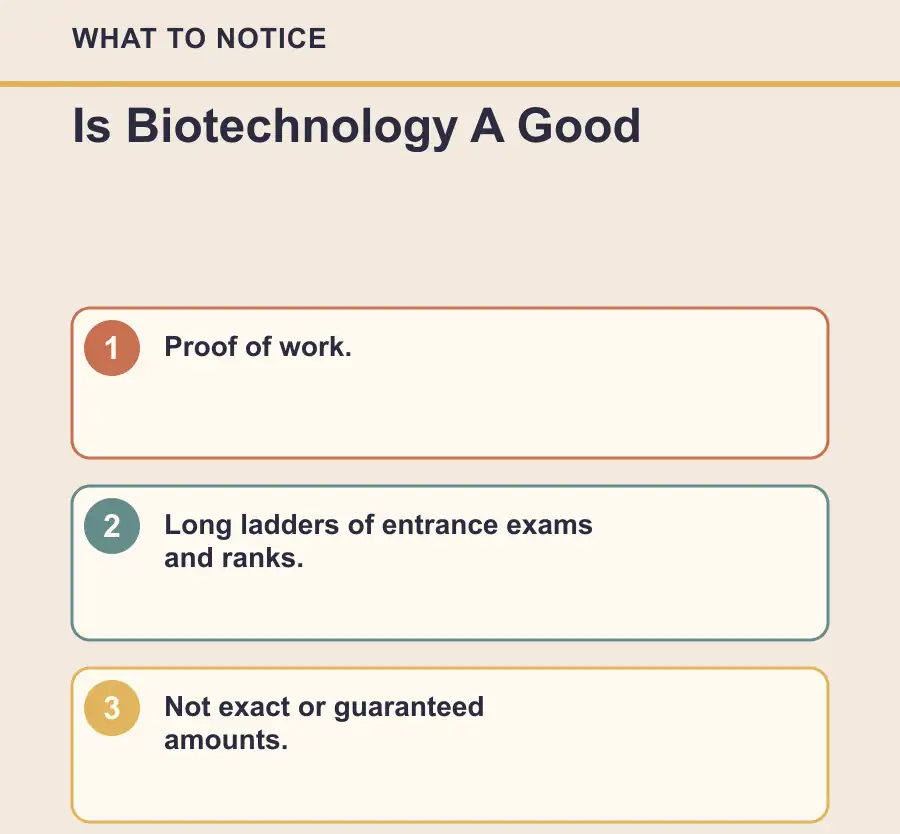 WHAT TO NOTICE
Is Biotechnology A Good
1
Proof of work.
2
Long ladders of entrance exams
and ranks.
3
Not exact or guaranteed
amounts.